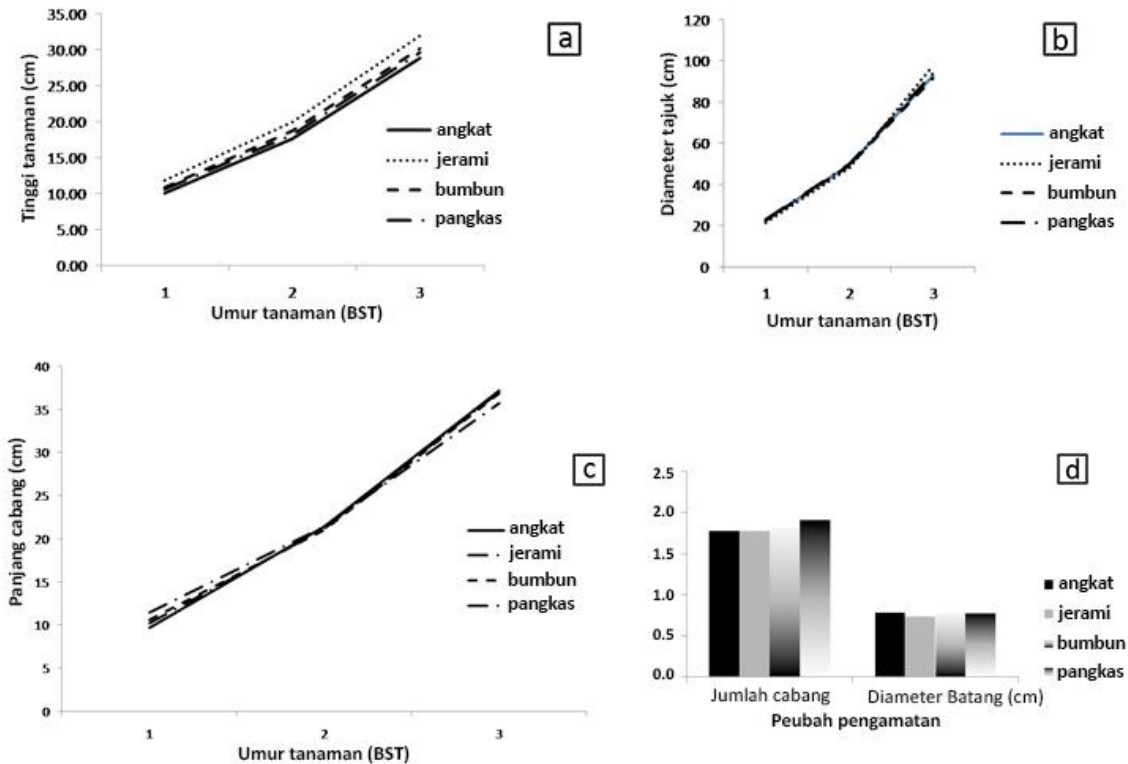 a
Tinggi tanaman (cm)
35.00
30.00
25.00
20.00
15.00
10.00
5.00
0.00
1 2 3
Umur tanaman (BST)
angkat
jerami
bumbun
pangkas
b
Diameter tajuk (cm)
120
100
80
60
40
20
0
1 2 3
Umur tanaman (BST)
angkat
jerami
bumbun
pangkas
c
Panjang cabang (cm)
40
35
30
25
20
15
10
5
0
1 2 3
Umur tanaman (BST)
angkat
jerami
bumbun
pangkas
d
2.5
2.0
1.5
1.0
0.5
0.0
Jumlah cabang Diameter Batang (cm)
Peubah pengamatan
angkat
jerami
bumbun
pangkas